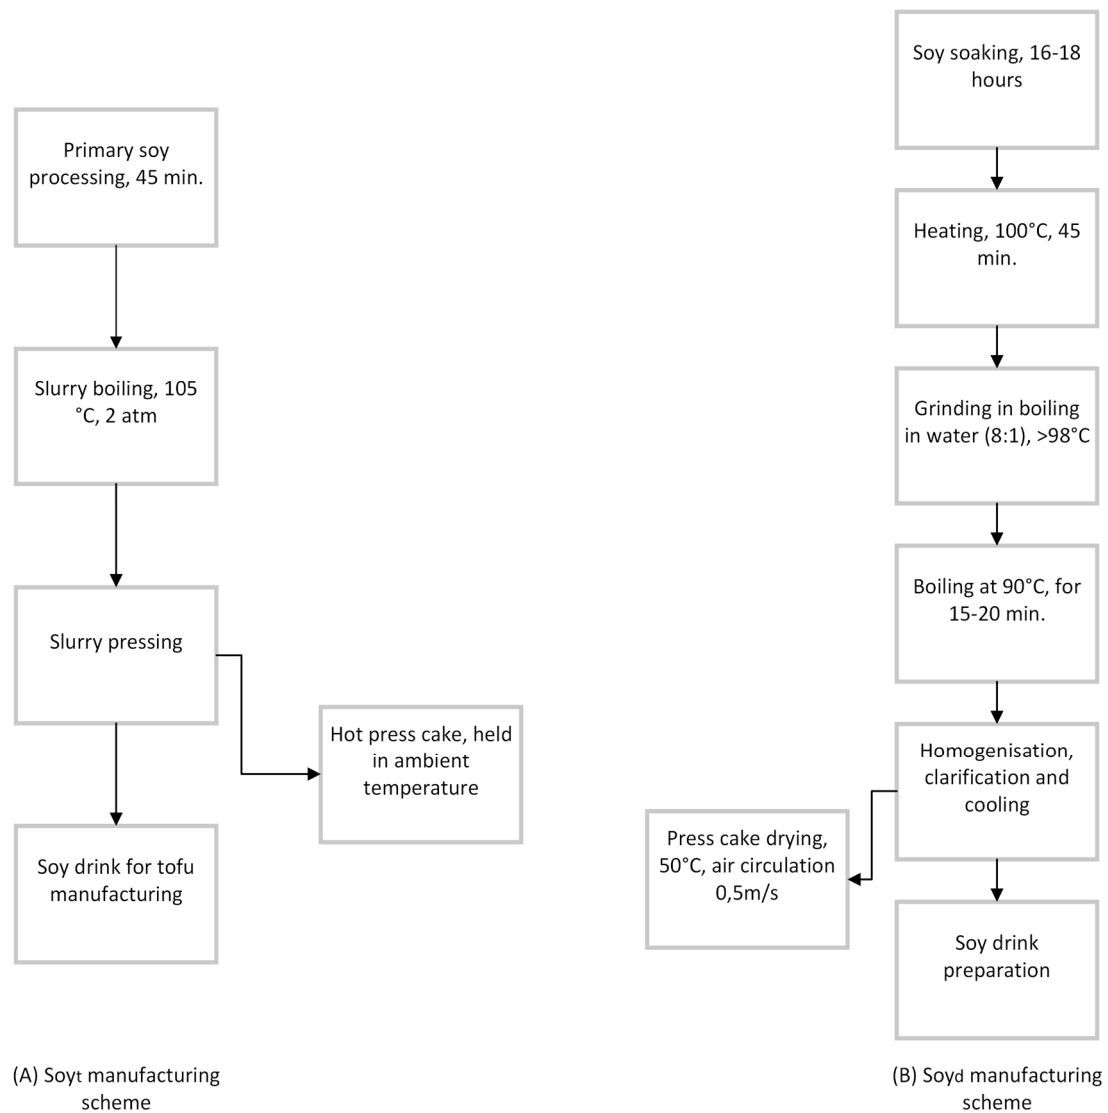 Primary soy
processing, 45 min.
Slurry boiling, 105
°C, 2 atm
Slurry pressing
Hot press cake, held
in ambient
temperature
Soy drink for tofu
manufacturing
(A) Soyt manufacturing
scheme
Soy soaking, 16-18
hours
Heating, 100°C, 45
min.
Grinding in boiling
in water (8:1), >98°C
Boiling at 90°C, for
15-20 min.
Homogenisation,
clarification and
cooling
Press cake drying,
50°C, air circulation
0,5m/s
Soy drink
preparation
(B) Soyd manufacturing
scheme